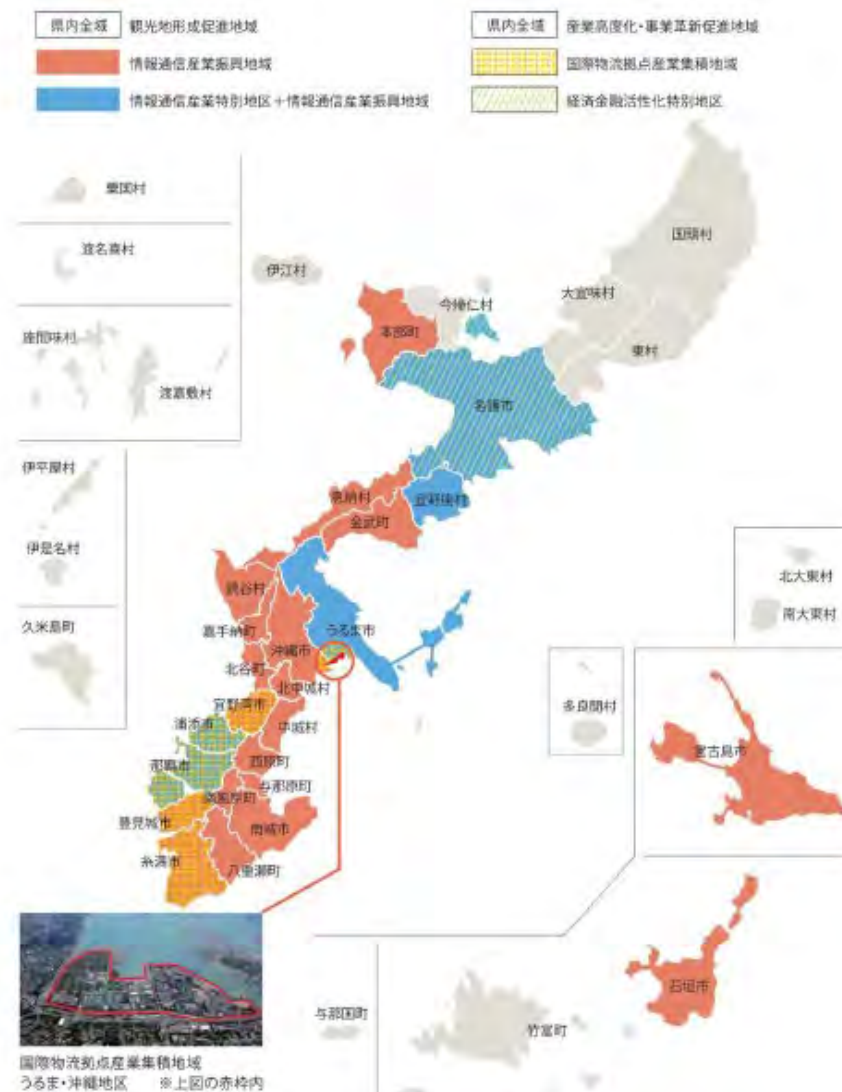 県内全域 観光地形成促進地域
県内全域 産業高度化・事業革新促進地域
情報通信産業振興地域
国際物流拠点産業集積地域
情報通信産業特別地区＋情報通信産業振興地域
経済金融活性化特別地区
粟国村
渡名喜村
座間味村
渡嘉敷村
伊平屋村
伊是名村
久米島町
伊江村
国頭村
大宜味村
今帰仁村
東村
本部町
名護市
恩納村
宜野座村
金武町
読谷村
うるま市
嘉手納町
沖縄市
北谷町
北中城村
宜野湾市
中城村
浦添市
西原町
那覇市
与那原町
南風原町
豊見城市
南城市
糸満市
八重瀬町
北大東村
南大東村
多良間村
宮古島市
石垣市
与那国町
竹富町
国際物流拠点産業集積地域
うるま・沖縄地区 ※上図の赤枠内